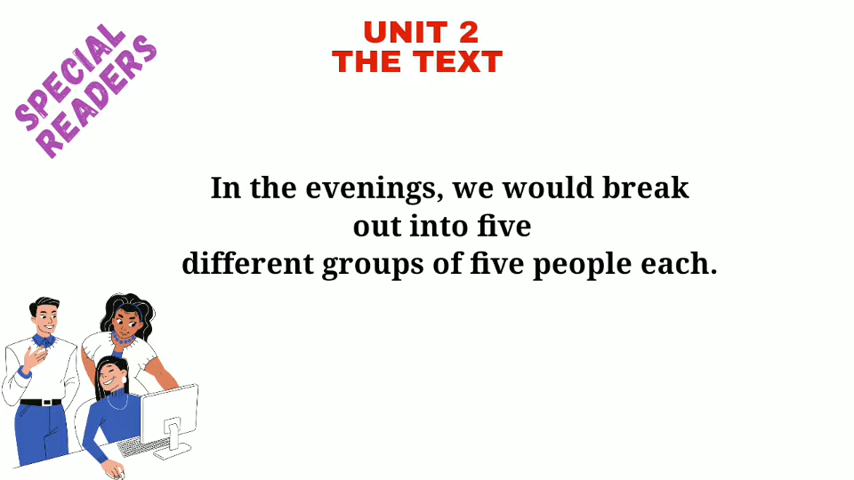 SPECIAL
READERS
UNIT 2
THE TEXT
In the evenings, we would break
out into five
different groups of five people each.